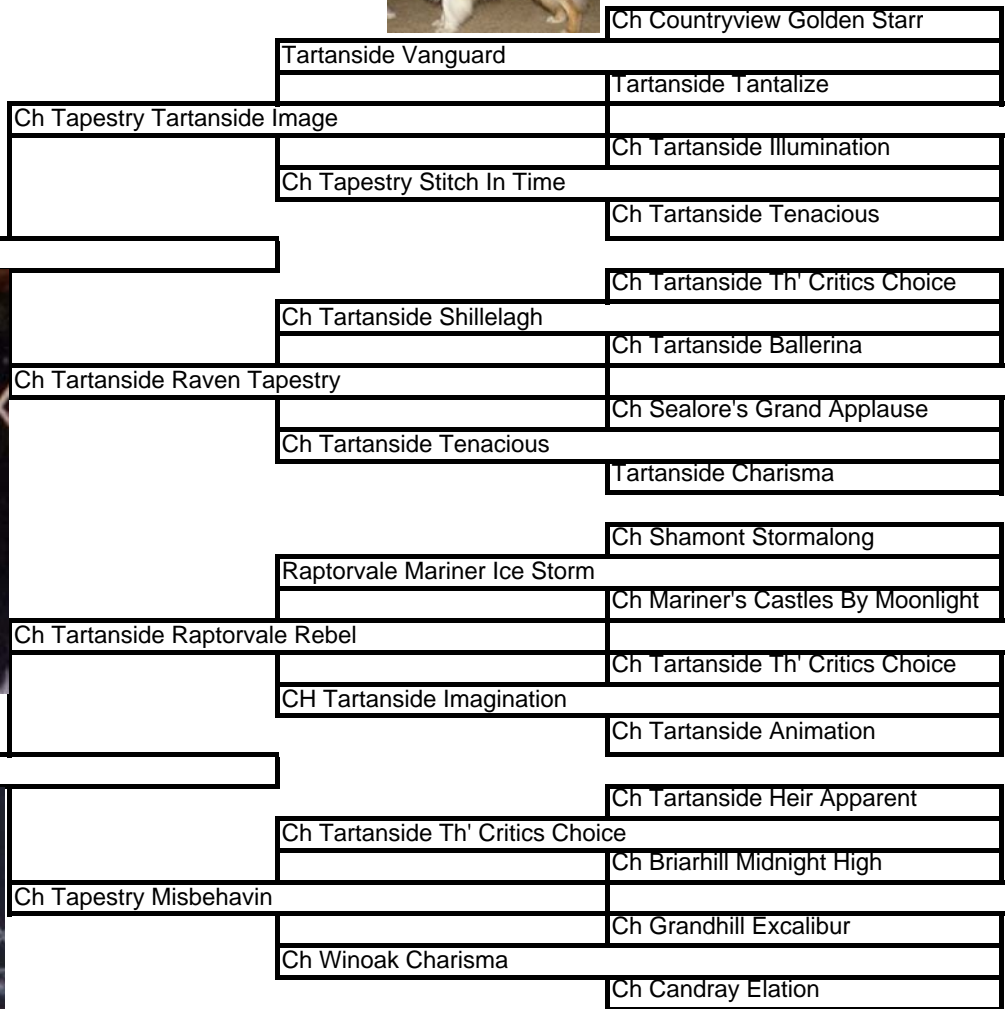 Ch Countryview Golden Starr
Tartanside Vanguard
Tartanside Tantalize
Ch Tapestry Tartanside Image
Ch Tartanside Illumination
Ch Tapestry Stitch In Time
Ch Tartanside Tenacious
Ch Tartanside Th' Critics Choice
Ch Tartanside Shillelagh
Ch Tartanside Ballerina
Ch Tartanside Raven Tapestry
Ch Sealore's Grand Applause
Ch Tartanside Tenacious
Tartanside Charisma
Ch Shamont Stormalong
Raptorvale Mariner Ice Storm
Ch Mariner's Castles By Moonlight
Ch Tartanside Raptorvale Rebel
Ch Tartanside Th' Critics Choice
CH Tartanside Imagination
Ch Tartanside Animation
Ch Tartanside Heir Apparent
Ch Tartanside Th' Critics Choice
Ch Briarhill Midnight High
Ch Tapestry Misbehavin
Ch Grandhill Excalibur
Ch Winoak Charisma
Ch Candray Elation